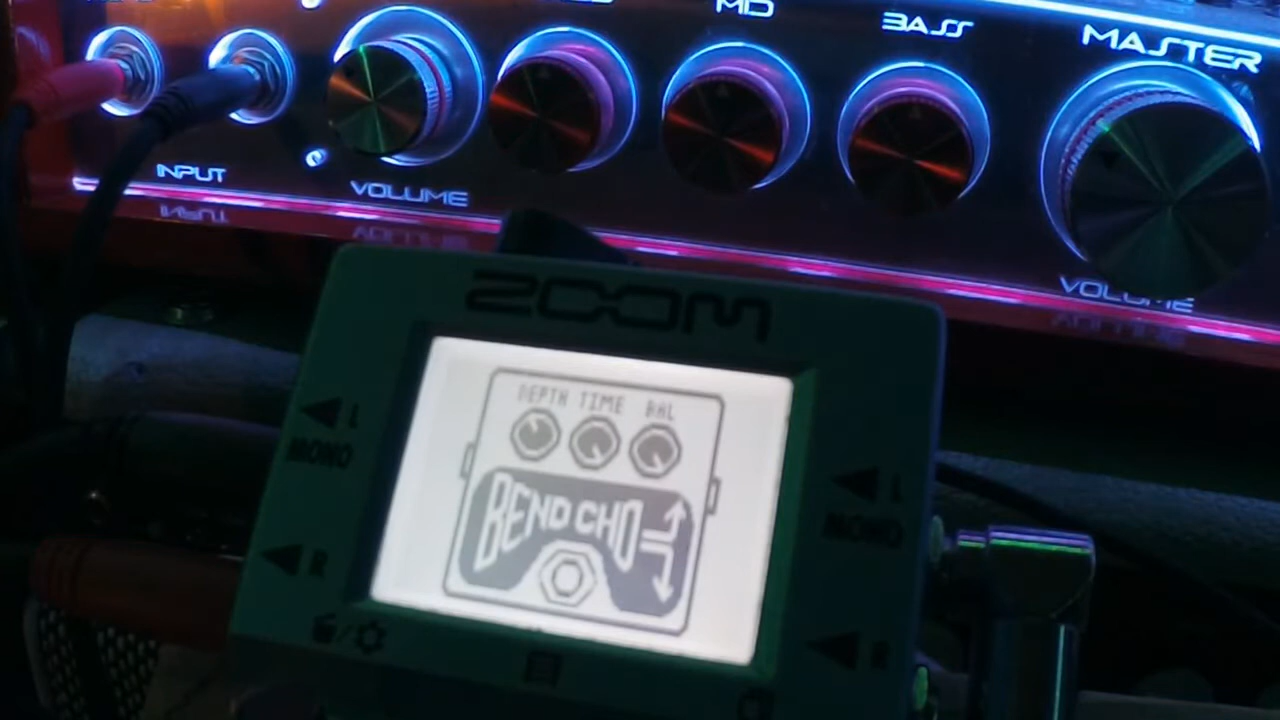 MID
BASS
MASTER
INPUT
VOLUME
VOLUME
ZOOM
DEPTH TIME BAL
L
MONO
BEND CHO
L
MONO
R
R